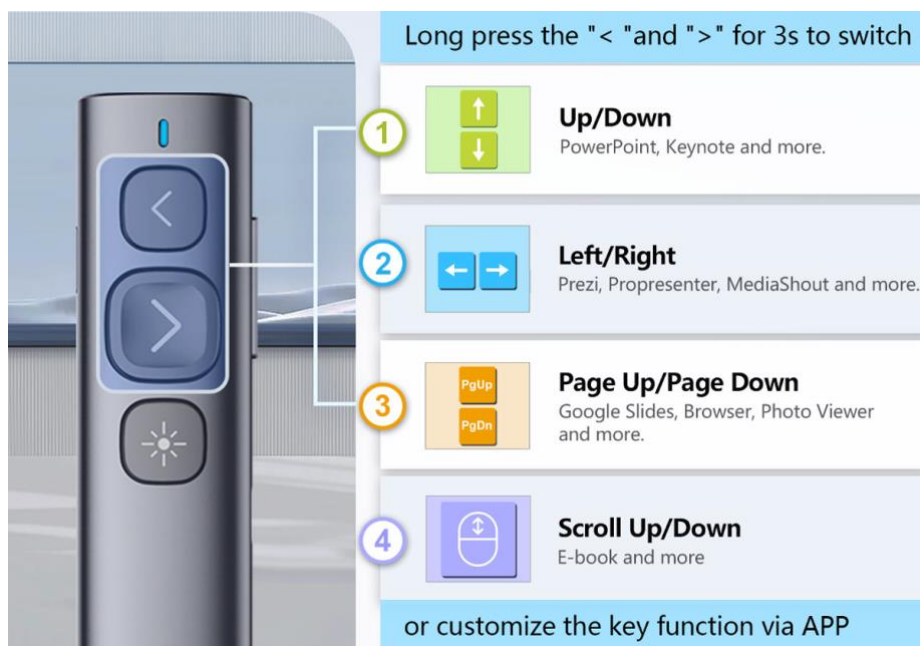 Long press the "< "and ">" for 3s to switch
1
Up/Down
PowerPoint, Keynote and more.
2
Left/Right
Prezi, Propresenter, MediaShout and more.
3
PgUp
PgDn
Page Up/Page Down
Google Slides, Browser, Photo Viewer
and more.
4
Scroll Up/Down
E-book and more
or customize the key function via APP